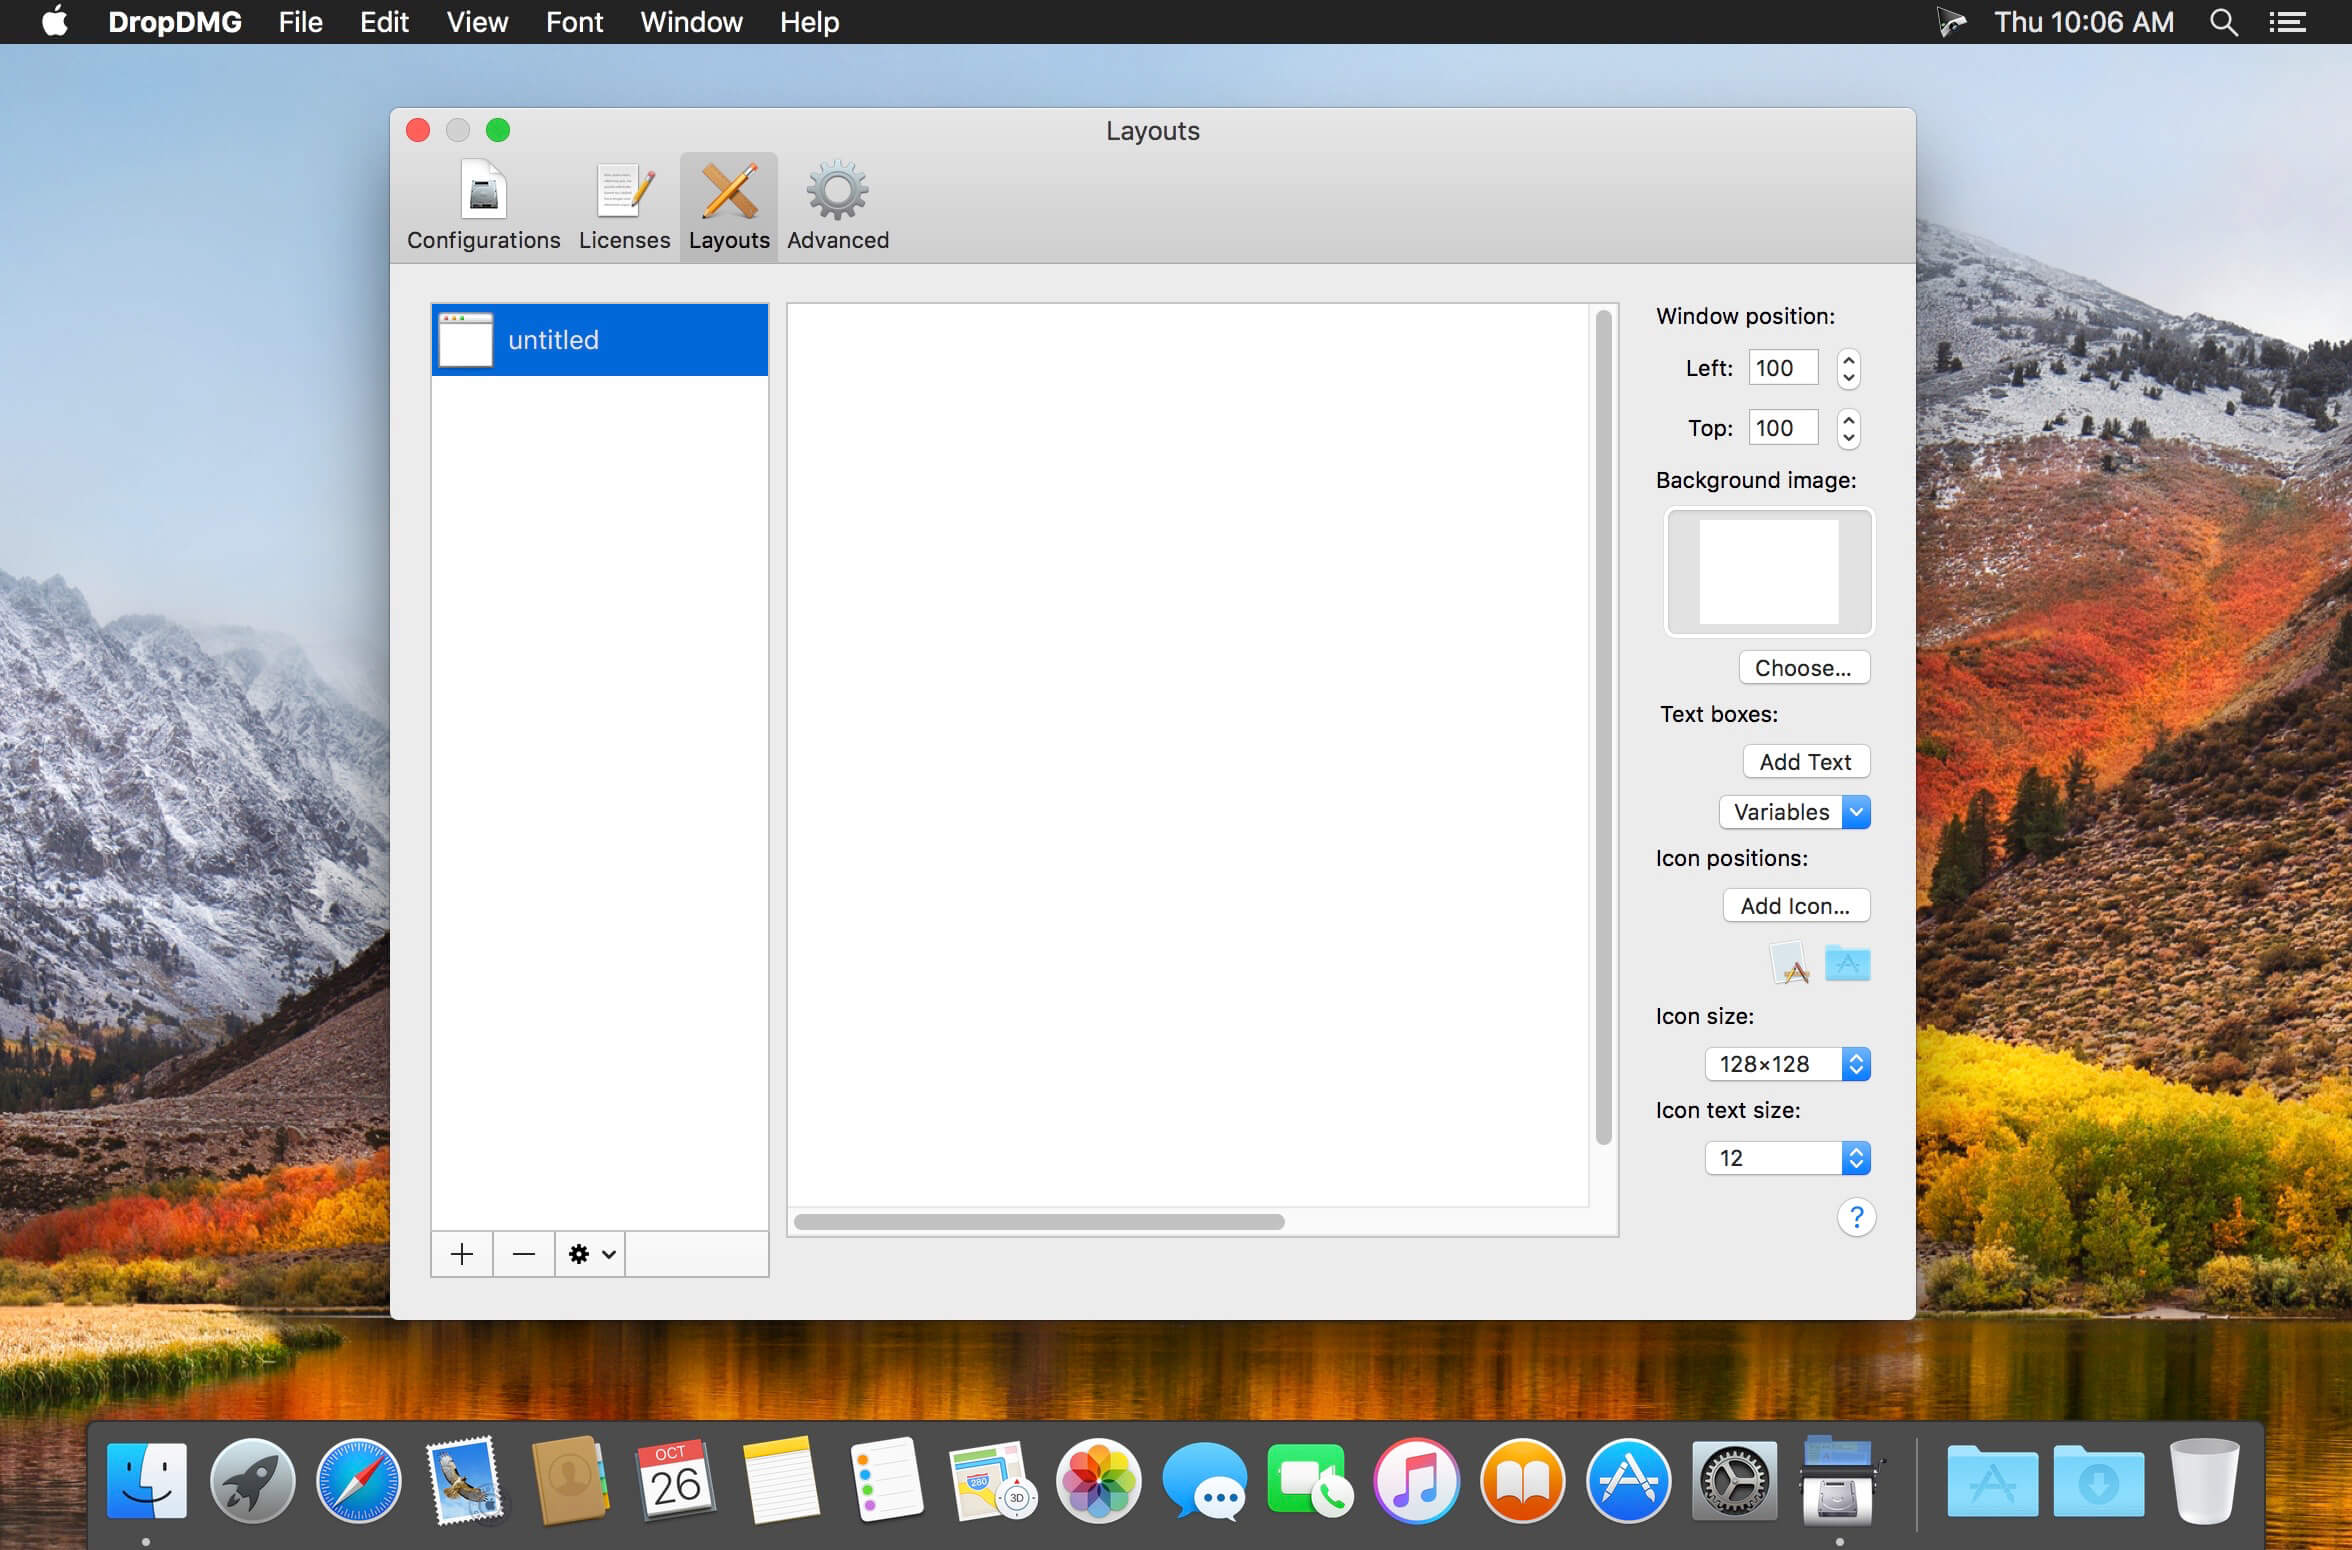 DropDMG File Edit View Font Window Help Thu 10:06 AM
Layouts
Configurations Licenses Layouts Advanced
untitled
Window position:
Left: 100
Top: 100
Background image:
Choose...
Text boxes:
Add Text
Variables
Icon positions:
Add Icon...
Icon size:
128×128
Icon text size:
12
?
OCT
26
280
3D